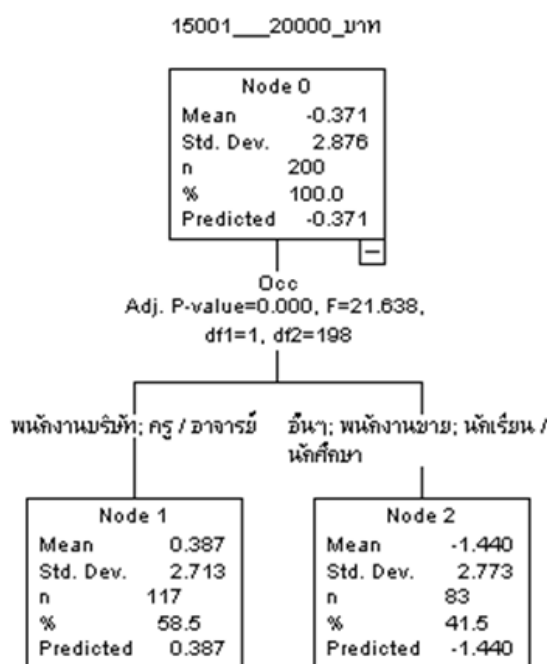 15001___20000_บาท
Node 0
Mean -0.371
Std. Dev. 2.876
n 200
% 100.0
Predicted -0.371
Occ
Adj. P-value=0.000, F=21.638,
df1=1, df2=198
พนักงานบริษัท; ครู / อาจารย์
อื่นๆ; พนักงานขาย; นักเรียน /
นักศึกษา
Node 1
Mean 0.387
Std. Dev. 2.713
n 117
% 58.5
Predicted 0.387
Node 2
Mean -1.440
Std. Dev. 2.773
n 83
% 41.5
Predicted -1.440